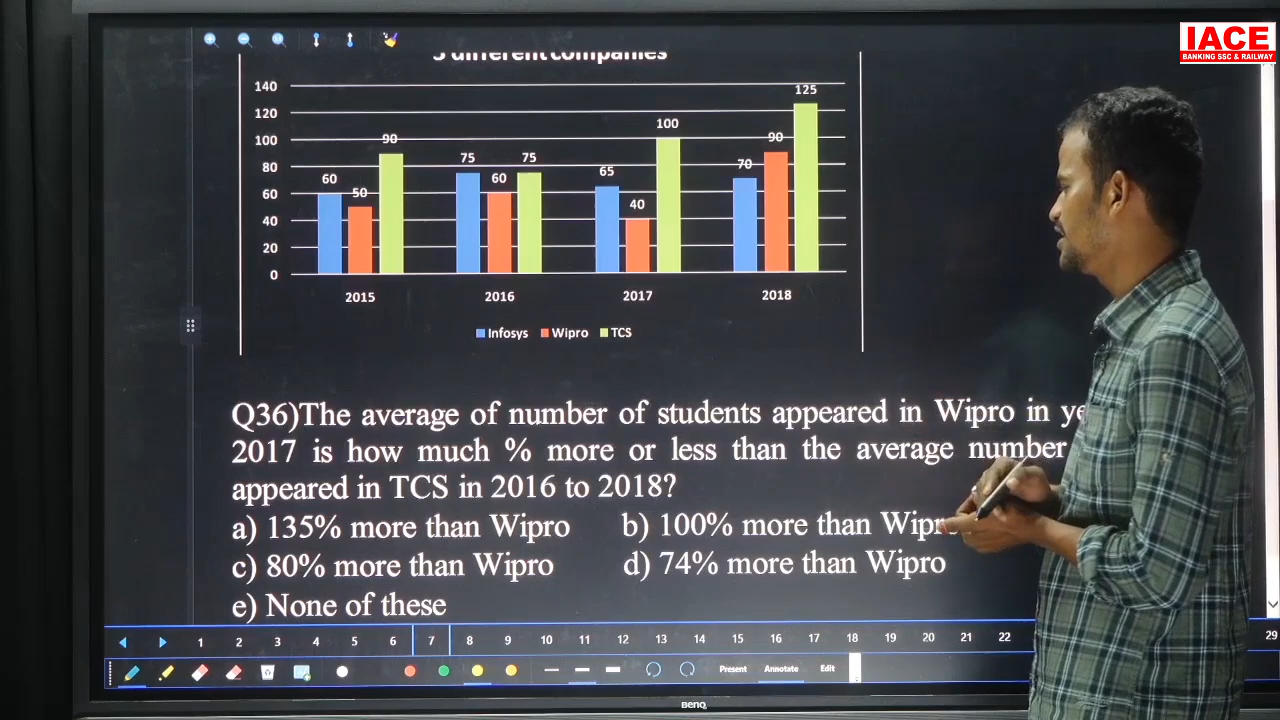 IACE
BANKING SSC & RAILWAY
3 different companies
140
120
100
80
60
40
20
0
60 50 90
75 60 75
65 40 100
70 90 125
2015 2016 2017 2018
Infosys Wipro TCS
Q36)The average of number of students appeared in Wipro in
2017 is how much % more or less than the average number
appeared in TCS in 2016 to 2018?
a) 135% more than Wipro b) 100% more than
c) 80% more than Wipro d) 74% more than Wipro
e) None of these
1 2 3 4 5 6 7 8 9 10 11 12 13 14 15 16 17 18 19 20 21 22 29
Present Annotate Edit
BenQ